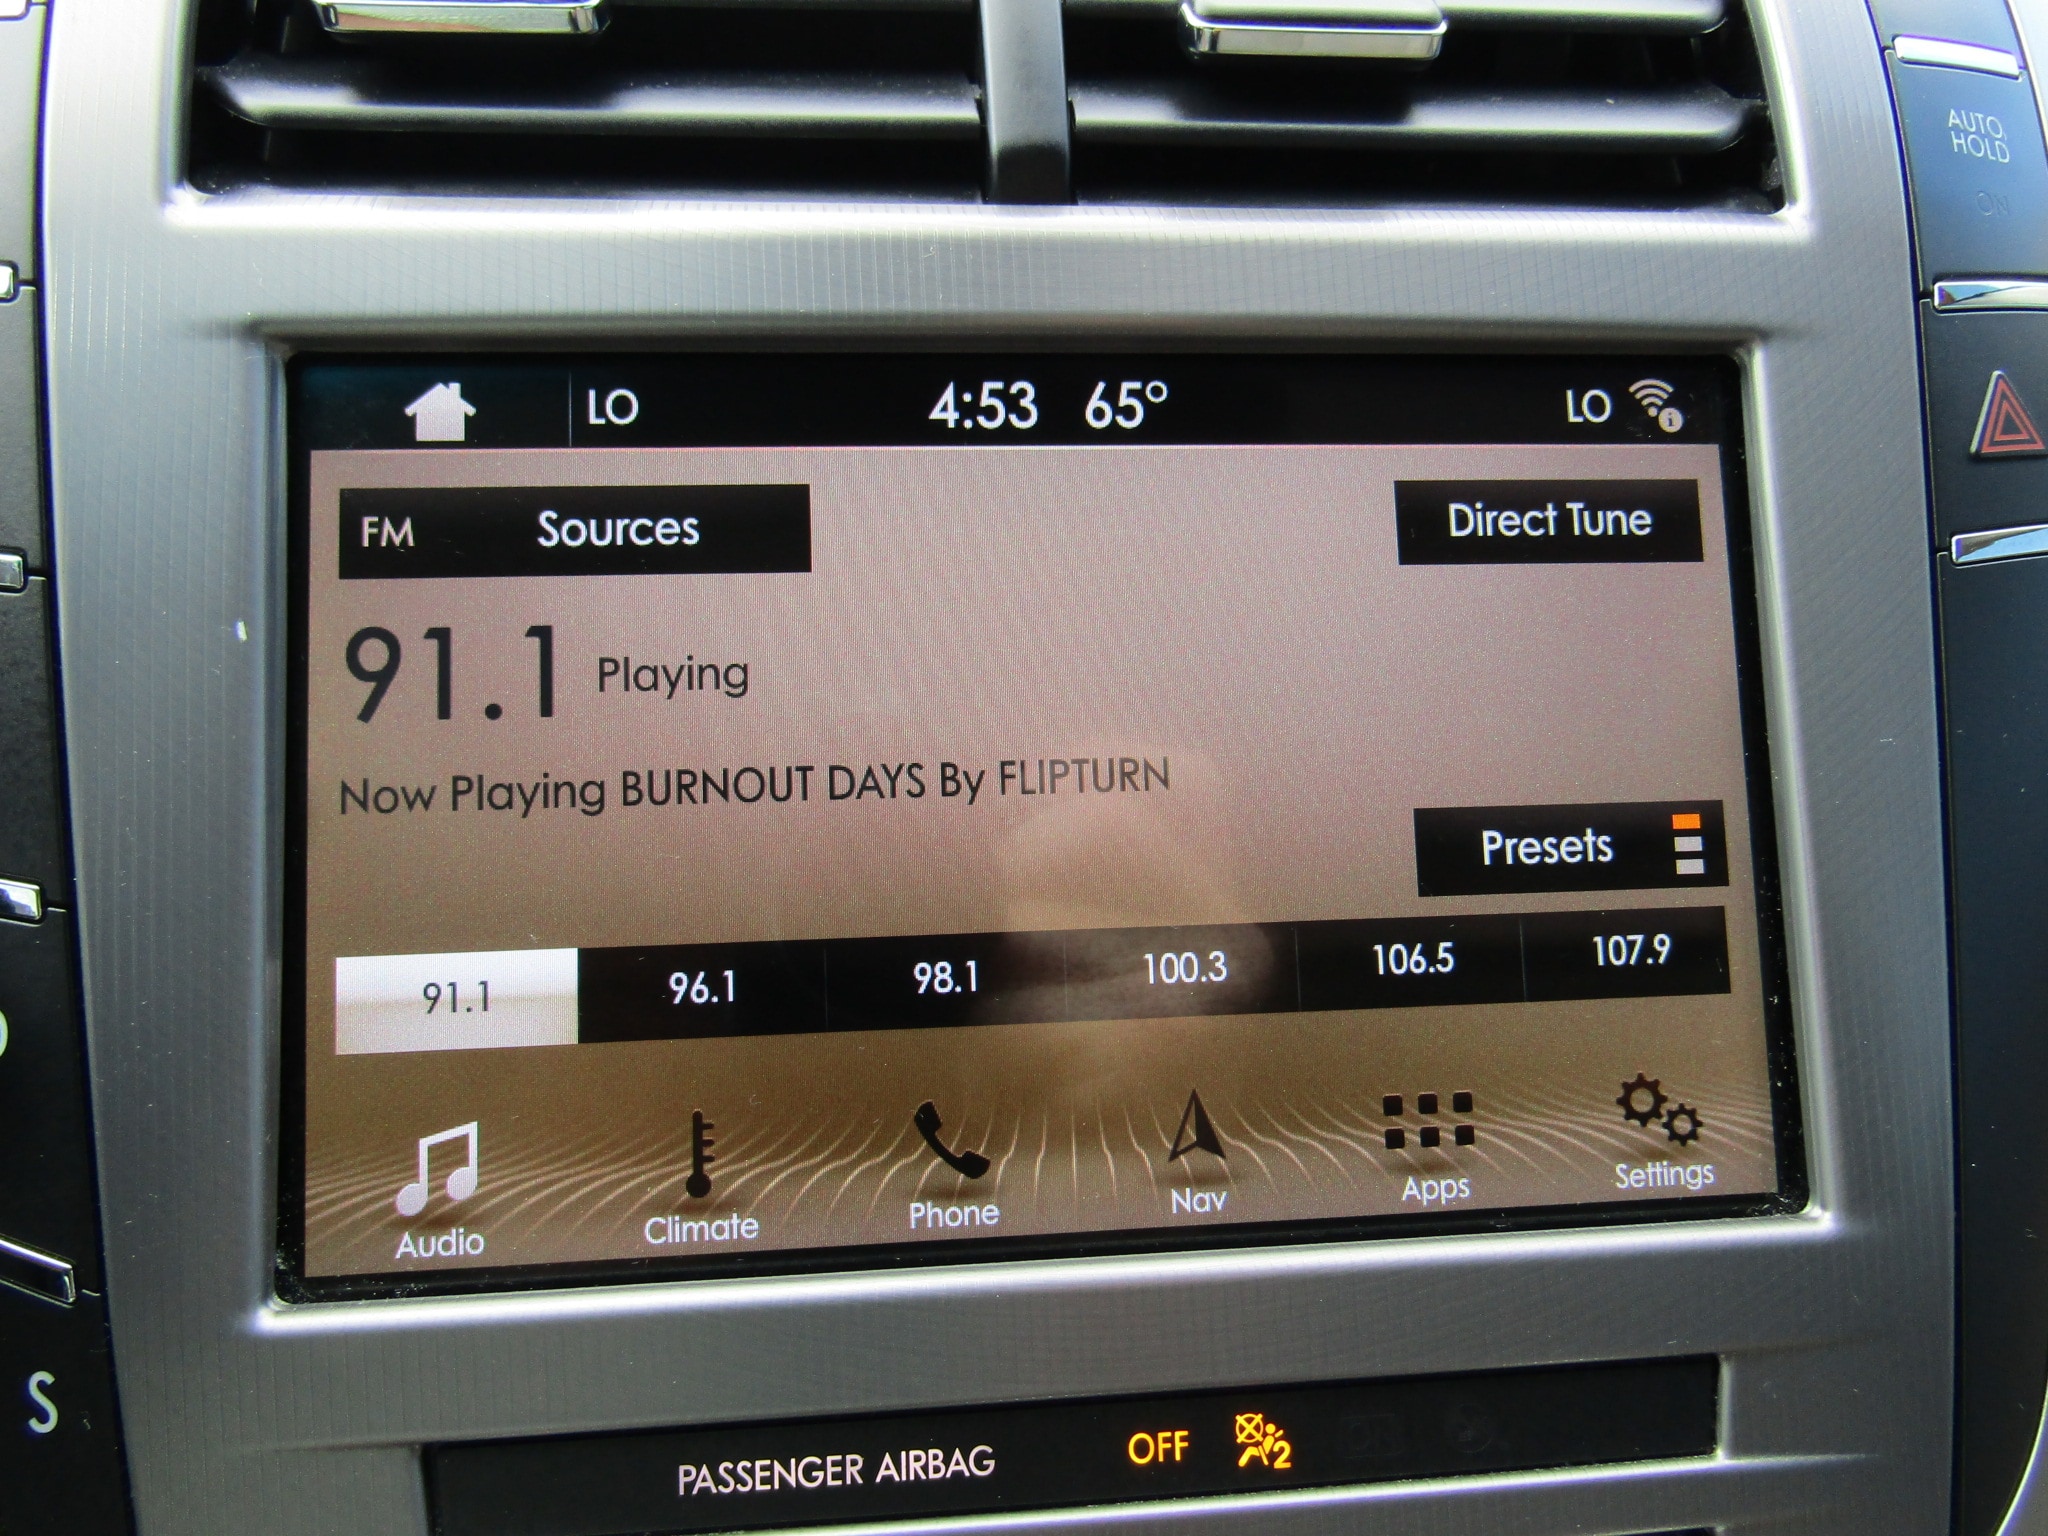 AUTO
HOLD
ON
LO 4:53 65° LO
FM Sources Direct Tune
91.1 Playing
Now Playing BURNOUT DAYS By FLIPTURN
Presets
91.1 96.1 98.1 100.3 106.5 107.9
Audio Climate Phone Nav Apps Settings
S
PASSENGER AIRBAG OFF 2